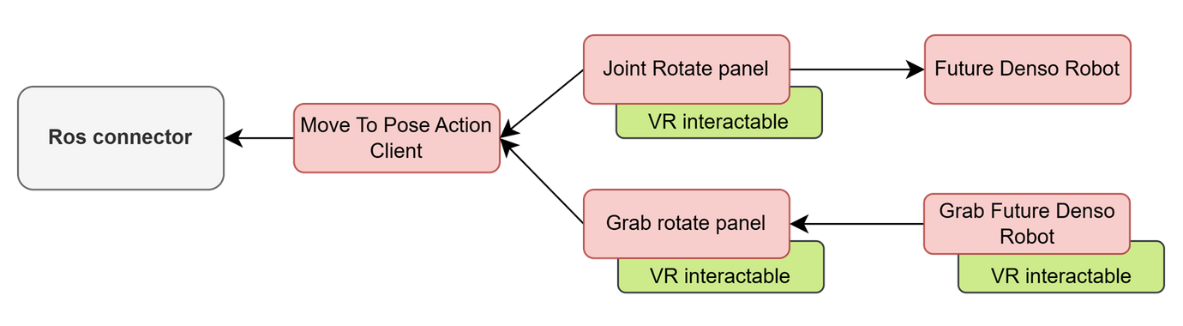 Ros connector
Move To Pose Action
Client
Joint Rotate panel
VR interactable
Future Denso Robot
Grab rotate panel
VR interactable
Grab Future Denso
Robot
VR interactable